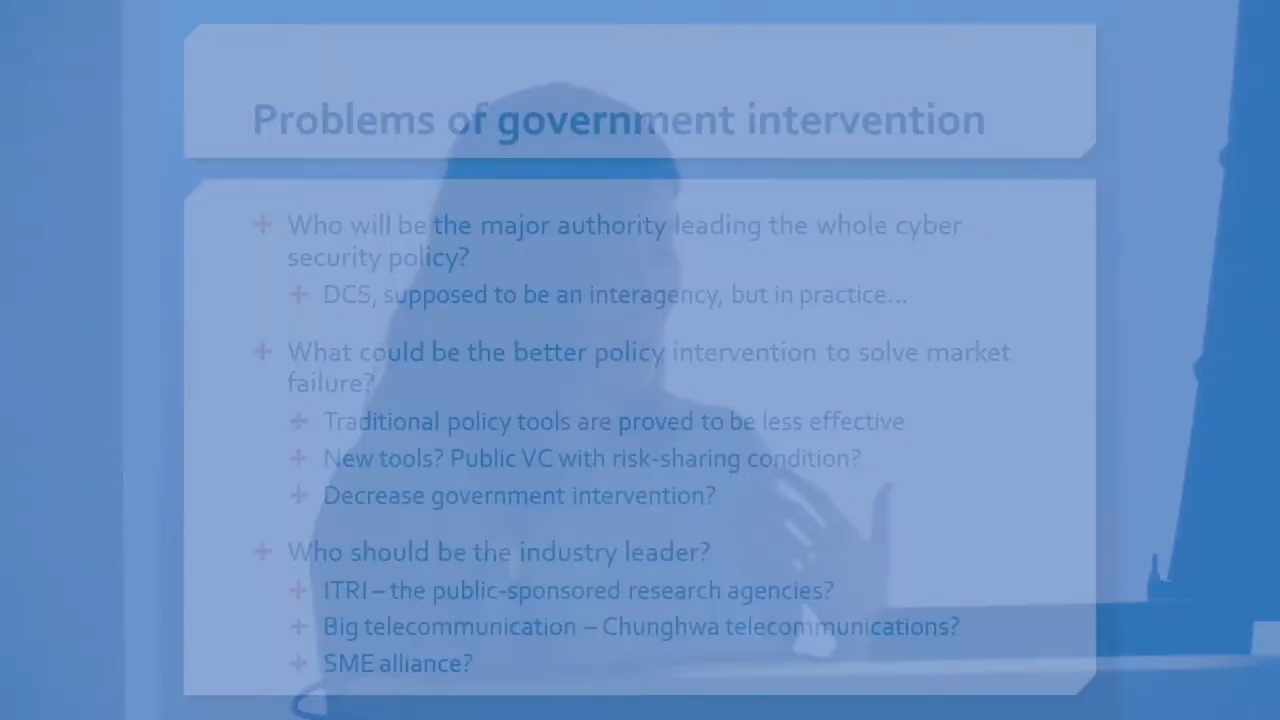 Problems of government intervention
Who will be the major authority leading the whole cyber
security policy?
DCS, supposed to be an interagency, but in practice...
What could be the better policy intervention to solve market
failure?
Traditional policy tools are proved to be less effective
New tools? Public VC with risk-sharing condition?
Decrease government intervention?
Who should be the industry leader?
ITRI – the public-sponsored research agencies?
Big telecommunication – Chunghwa telecommunications?
SME alliance?